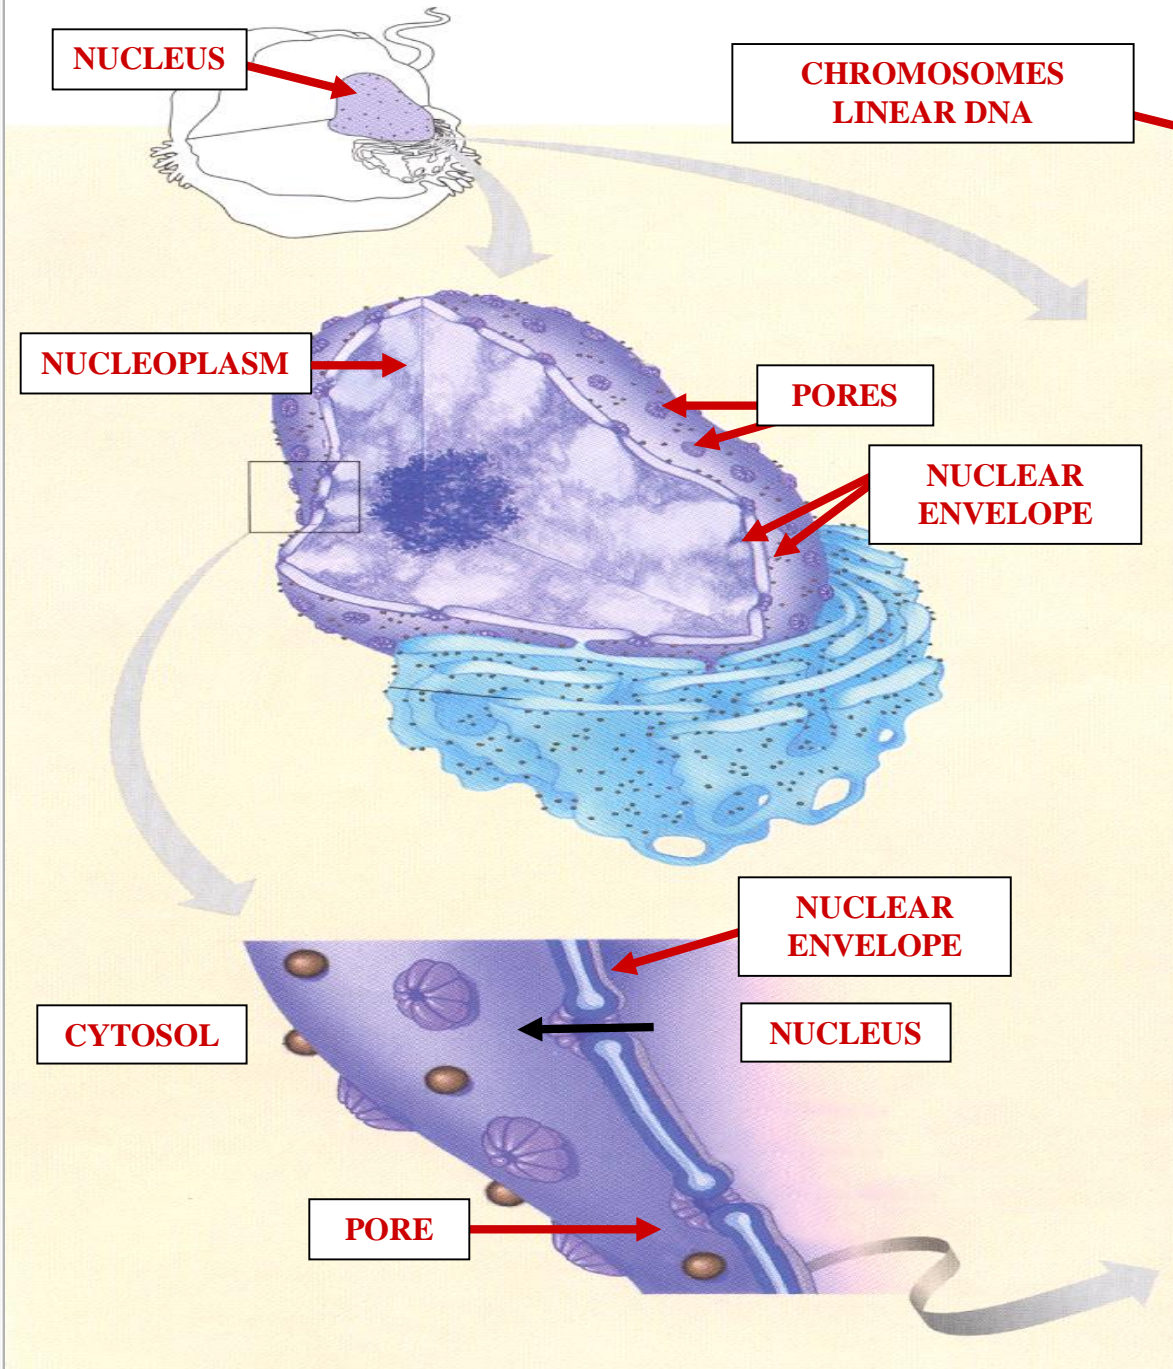 NUCLEUS
CHROMOSOMES
LINEAR DNA
NUCLEOPLASM
PORES
NUCLEAR
ENVELOPE
NUCLEAR
ENVELOPE
CYTOSOL
NUCLEUS
PORE